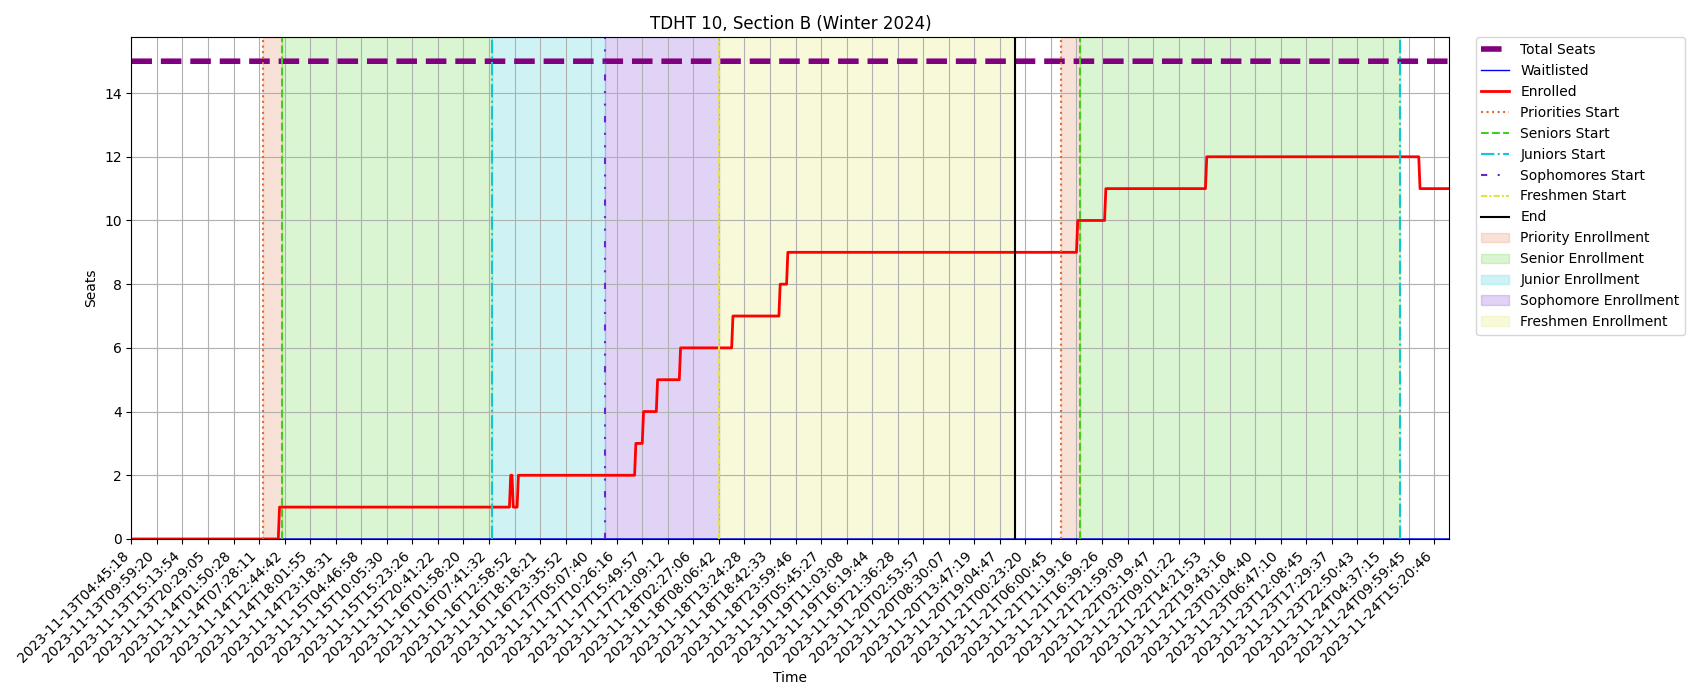 TDHT 10, Section B (Winter 2024)
Total Seats
Waitlisted
Enrolled
Priorities Start
Seniors Start
Juniors Start
Sophomores Start
Freshmen Start
End
Priority Enrollment
Senior Enrollment
Junior Enrollment
Sophomore Enrollment
Freshmen Enrollment
Seats
14
12
10
8
6
4
2
0
2023-11-13T04:45:18
2023-11-13T09:59:20
2023-11-13T15:13:54
2023-11-13T20:29:05
2023-11-14T01:50:28
2023-11-14T07:28:11
2023-11-14T12:44:42
2023-11-14T18:01:55
2023-11-14T23:18:31
2023-11-15T04:46:58
2023-11-15T10:05:30
2023-11-15T15:23:26
2023-11-15T20:41:22
2023-11-16T01:58:20
2023-11-16T07:41:32
2023-11-16T12:58:52
2023-11-16T18:18:21
2023-11-16T23:35:52
2023-11-17T05:07:40
2023-11-17T10:26:16
2023-11-17T15:49:57
2023-11-17T21:09:12
2023-11-18T02:27:06
2023-11-18T08:06:42
2023-11-18T13:24:28
2023-11-18T18:42:33
2023-11-18T23:59:46
2023-11-19T05:45:27
2023-11-19T11:03:08
2023-11-19T16:19:44
2023-11-19T21:36:28
2023-11-20T02:53:57
2023-11-20T08:30:07
2023-11-20T13:47:19
2023-11-20T19:04:47
2023-11-21T00:23:20
2023-11-21T06:00:45
2023-11-21T11:19:16
2023-11-21T16:39:26
2023-11-21T21:59:09
2023-11-22T03:19:47
2023-11-22T09:01:22
2023-11-22T14:21:53
2023-11-22T19:43:16
2023-11-23T01:04:40
2023-11-23T06:47:10
2023-11-23T12:08:45
2023-11-23T17:29:37
2023-11-23T22:50:43
2023-11-24T04:37:15
2023-11-24T09:59:45
2023-11-24T15:20:46
Time